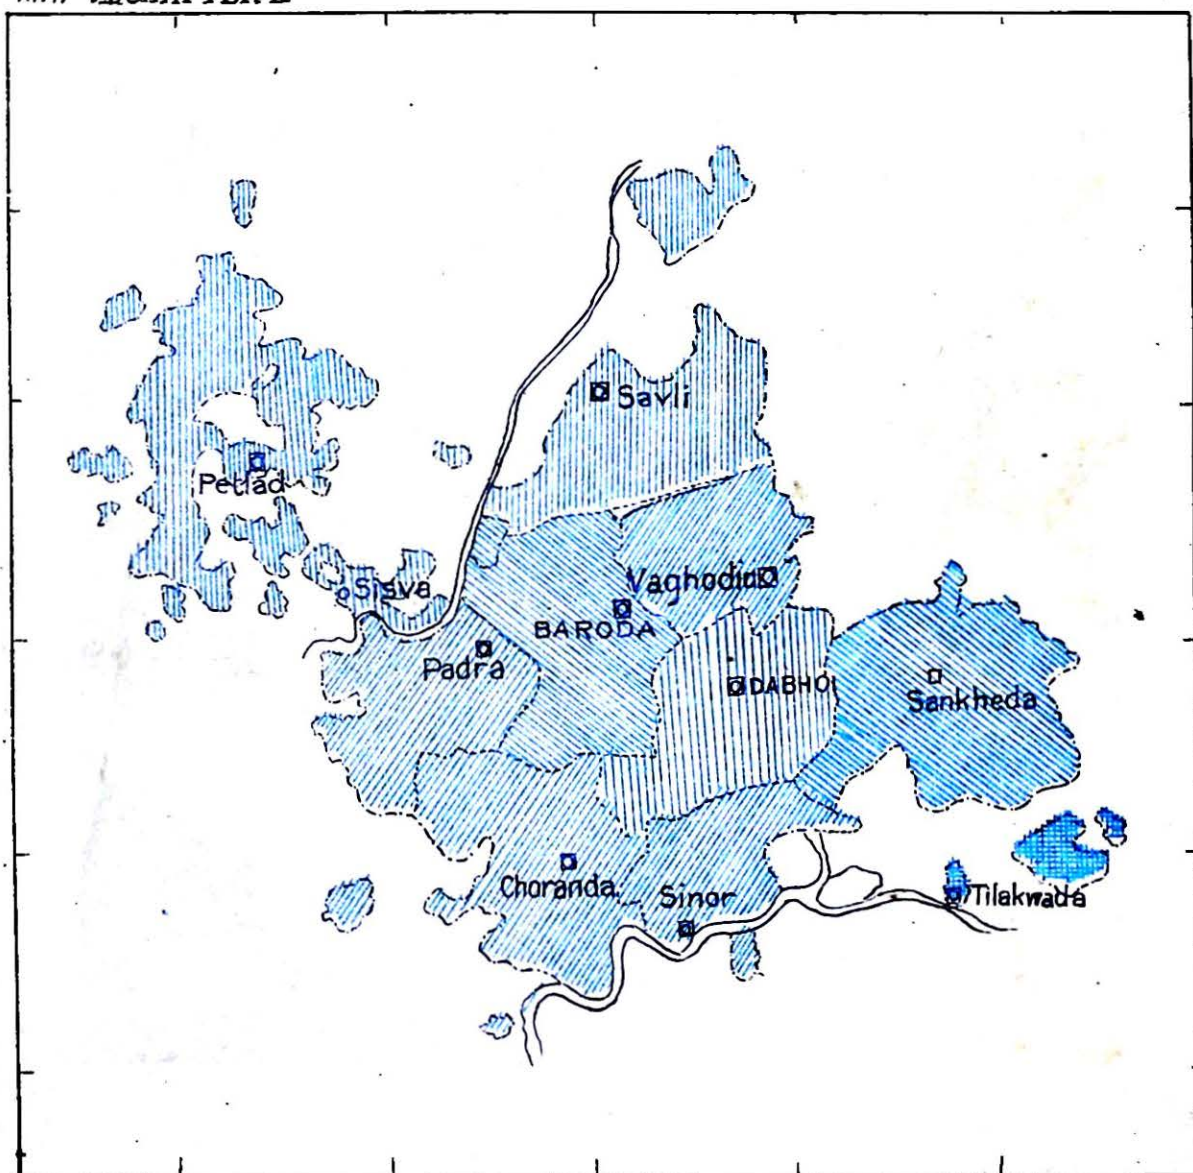 Savli
Petlad
Sisva
Vaghodia
BARODA
Padra
DABHOI
Sankheda
Choranda
Sinor
Tilakwada